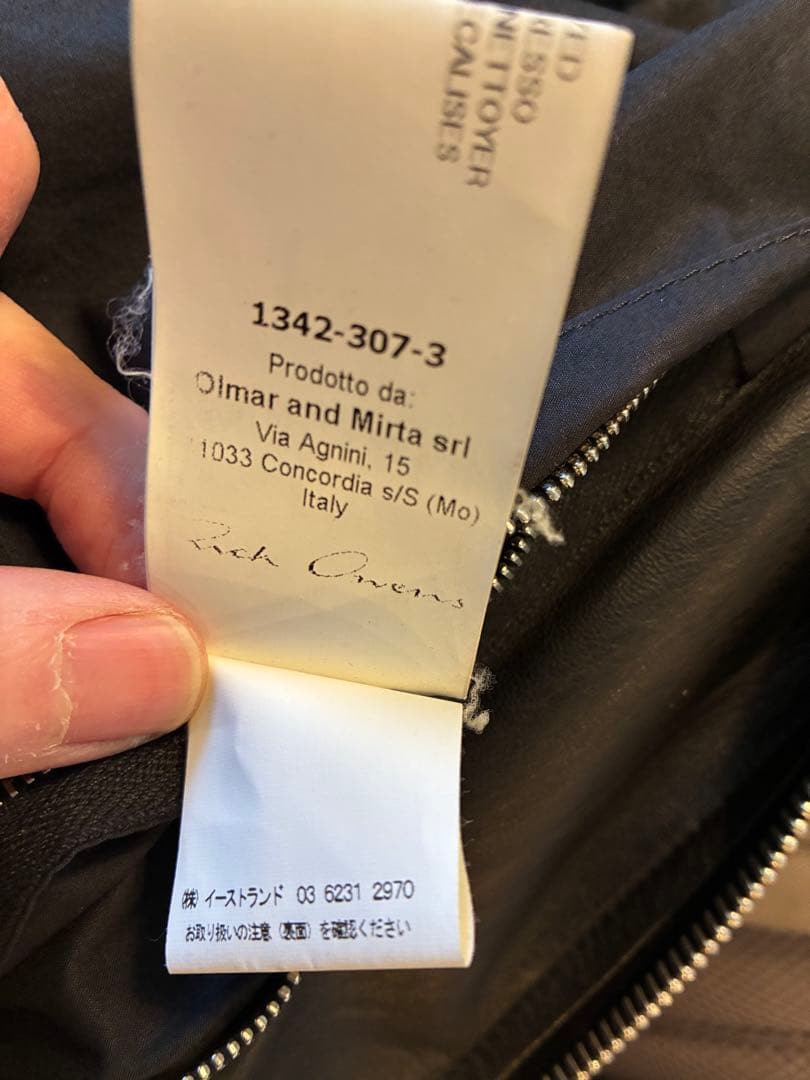 ESSO
NETTOYER
CALISES
1342-307-3
Prodotto da:
Olmar and Mirta srl
Via Agnini, 15
1033 Concordia s/S (Mo)
Italy
Rick Owens
㈱ イーストランド 03 6231 2970
お取り扱いの注意（裏面）を確認ください